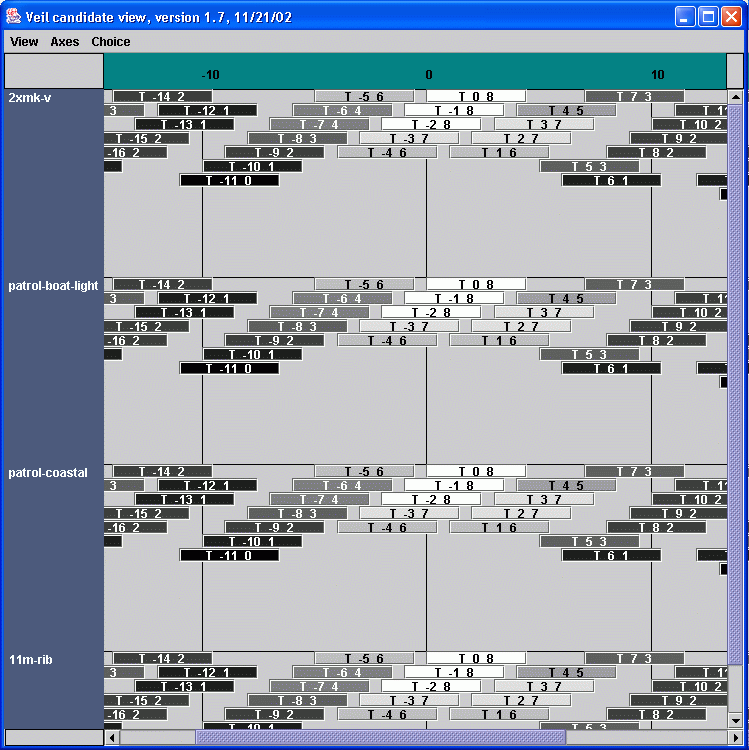 Veil candidate view, version 1.7, 11/21/02
View Axes Choice
-10 0 10
2xmk-v
T -14 2 T -5 6 T 0 8 T 7 3
3 T -12 1 T -6 4 T -1 8 T 4 5 T 1
T -13 1 T -7 4 T -2 8 T 3 7 T 10 2
T -15 2 T -8 3 T -3 7 T 2 7 T 9 2
-16 2 T -9 2 T -4 6 T 1 6 T 8 2
T -10 1 T 5 3
T -11 0 T 6 1 T
patrol-boat-light
T -14 2 T -5 6 T 0 8 T 7 3
3 T -12 1 T -6 4 T -1 8 T 4 5 T 1
T -13 1 T -7 4 T -2 8 T 3 7 T 10 2
T -15 2 T -8 3 T -3 7 T 2 7 T 9 2
-16 2 T -9 2 T -4 6 T 1 6 T 8 2
T -10 1 T 5 3
T -11 0 T 6 1 T
patrol-coastal
T -14 2 T -5 6 T 0 8 T 7 3
3 T -12 1 T -6 4 T -1 8 T 4 5 T 1
T -13 1 T -7 4 T -2 8 T 3 7 T 10 2
T -15 2 T -8 3 T -3 7 T 2 7 T 9 2
-16 2 T -9 2 T -4 6 T 1 6 T 8 2
T -10 1 T 5 3
T -11 0 T 6 1 T
11m-rib
T -14 2 T -5 6 T 0 8 T 7 3
3 T -12 1 T -6 4 T -1 8 T 4 5 T 1
T -13 1 T -7 4 T -2 8 T 3 7 T 10 2
T -15 2 T -8 3 T -3 7 T 2 7 T 9 2
-16 2 T -9 2 T -4 6 T 1 6 T 8 2
T -10 1 T 5 3